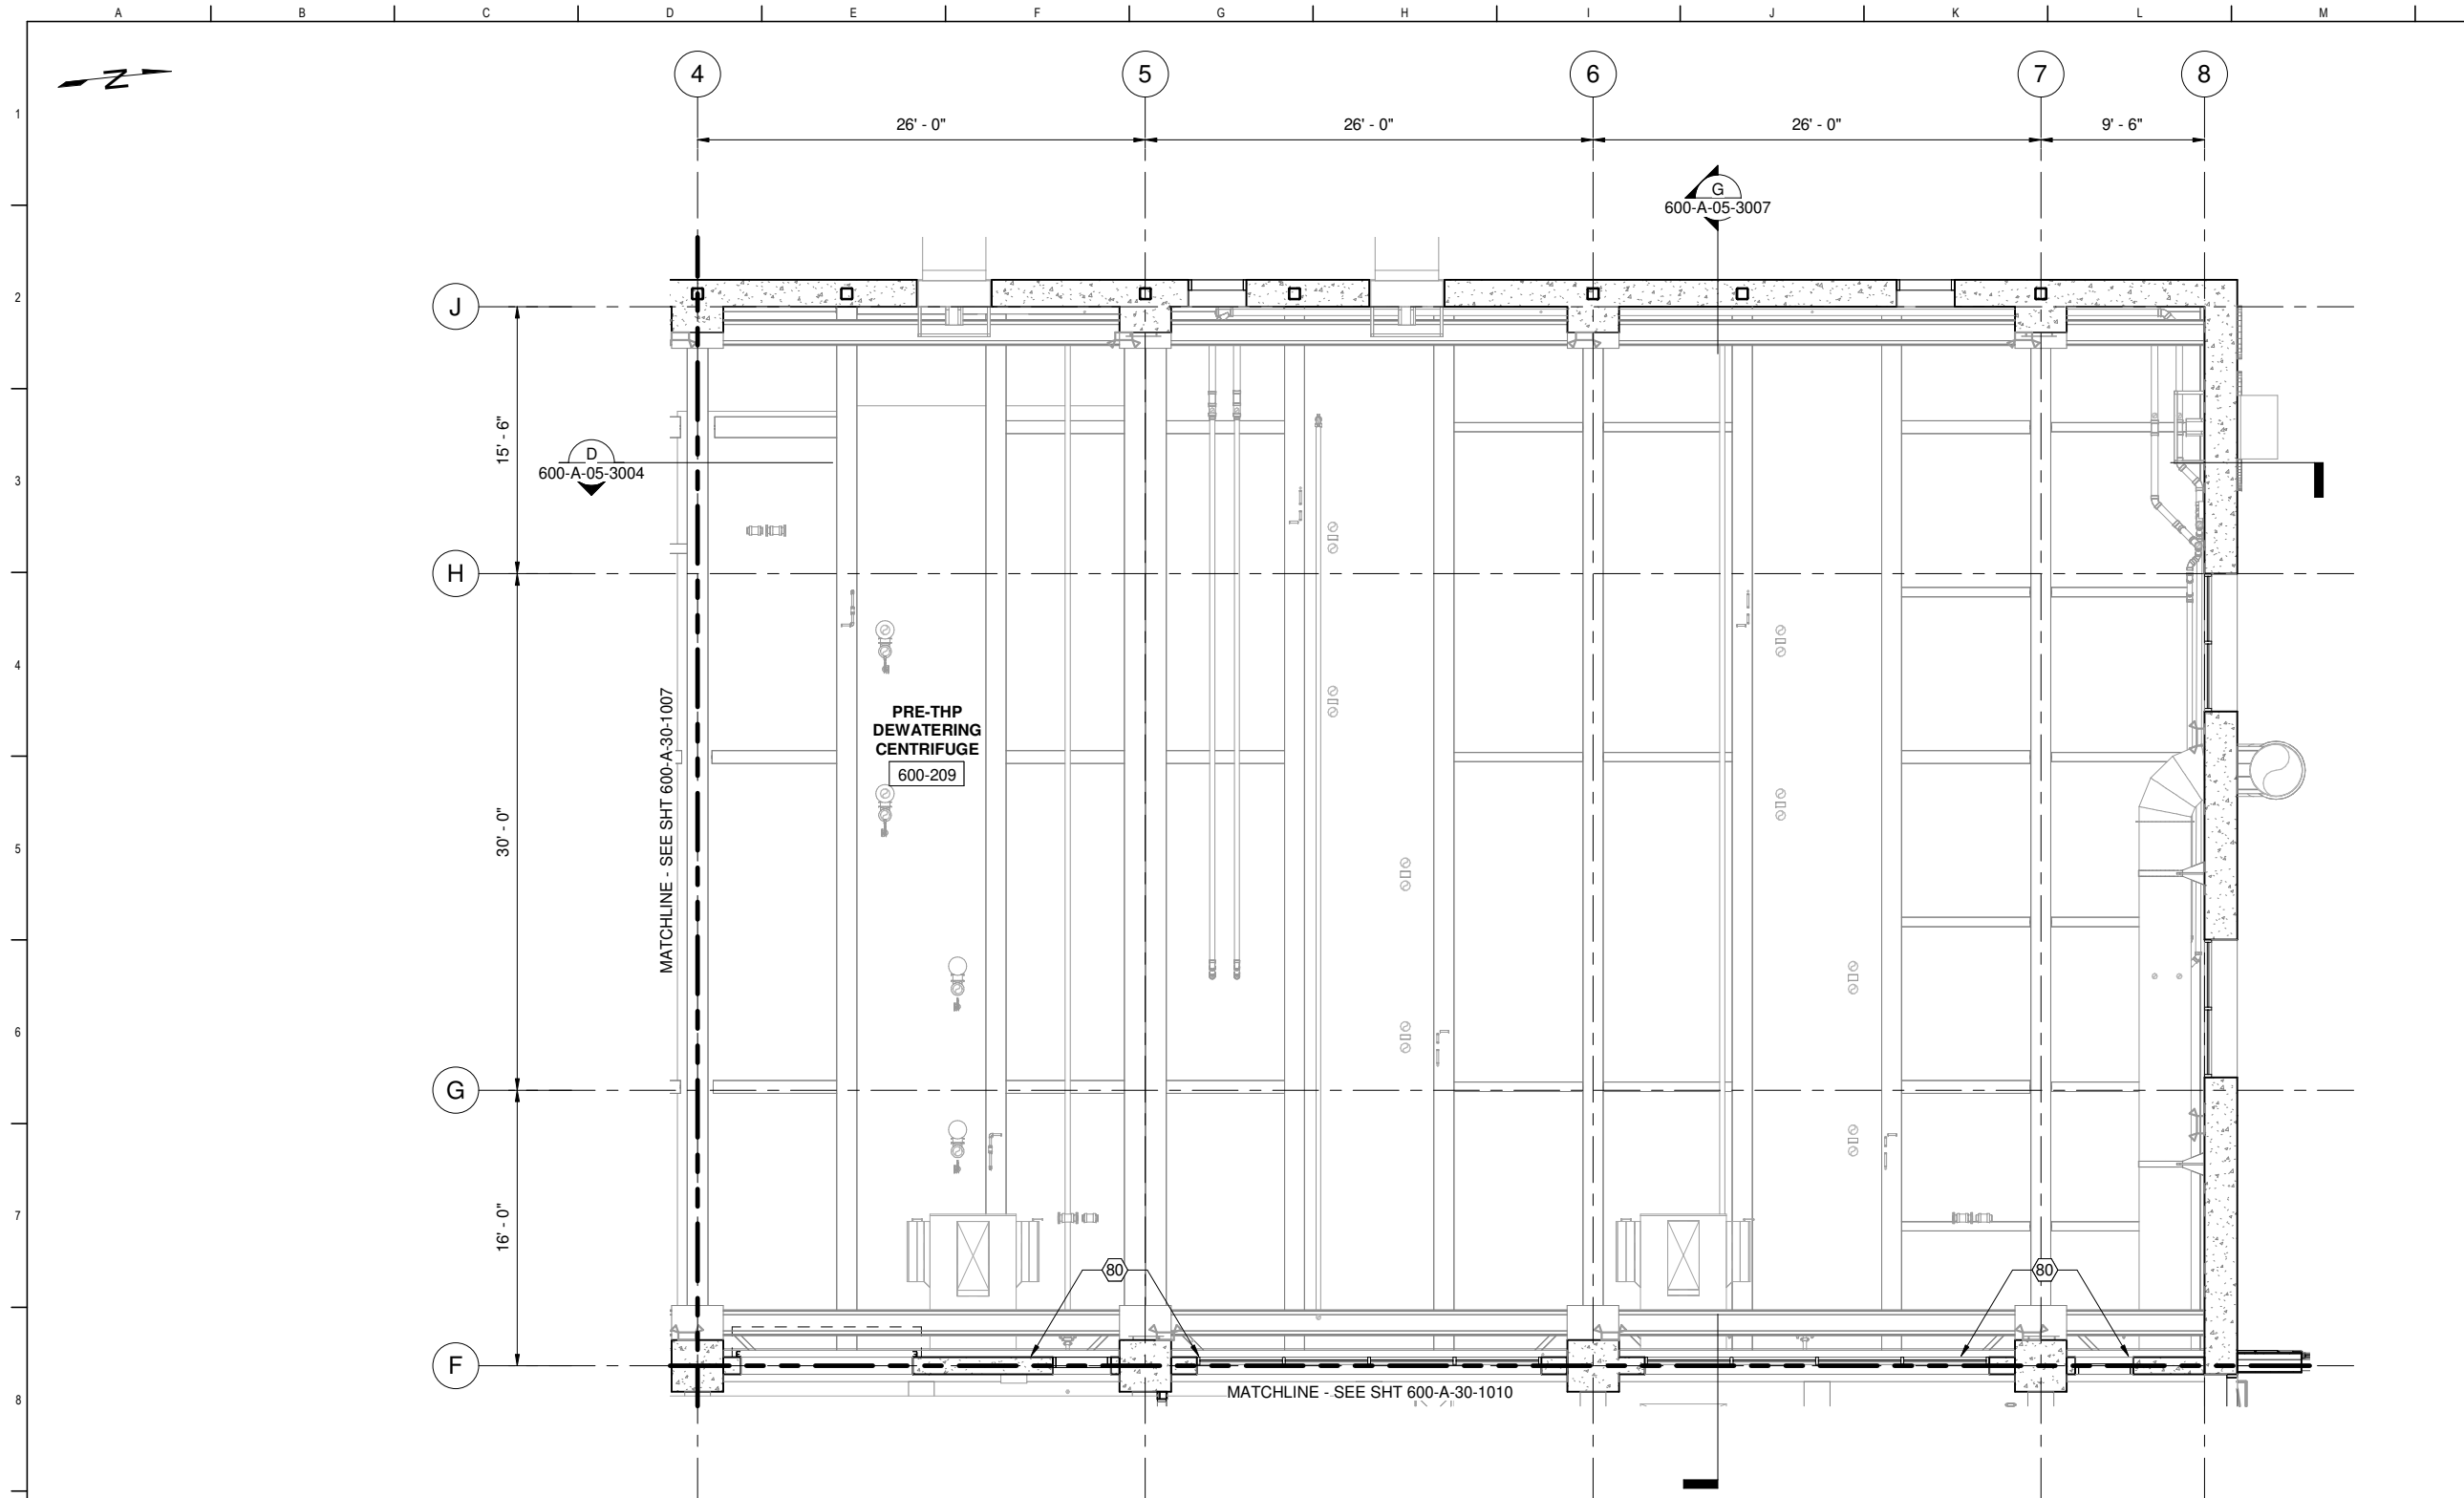 A B C D E F G H I J K L M
N
4 5 6 7 8
1
26' - 0" 26' - 0" 26' - 0" 9' - 6"
G
600-A-05-3007
2
J
15' - 6"
D
600-A-05-3004
3
H
4
MATCHLINE - SEE SHT 600-A-30-1007
PRE-THP
DEWATERING
CENTRIFUGE
600-209
30' - 0"
5
6
G
7
16' - 0"
80 80
F
MATCHLINE - SEE SHT 600-A-30-1010
8